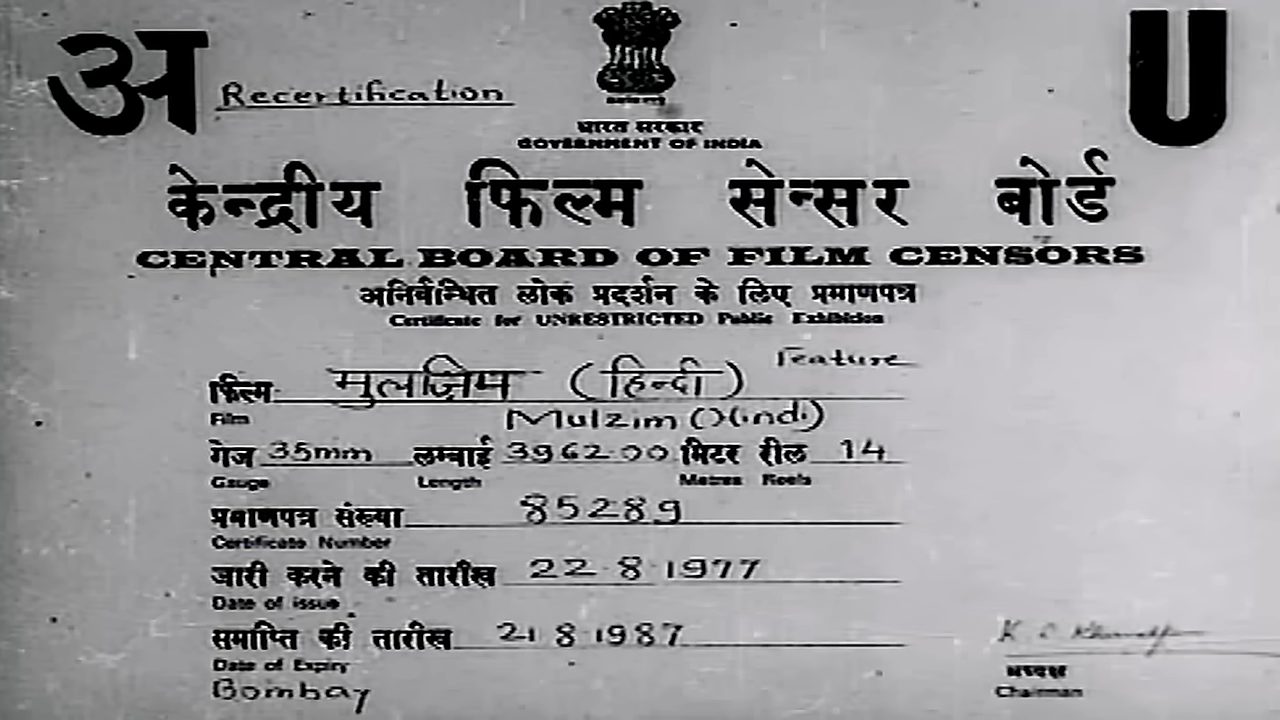 अ Recertification U
भारत सरकार
GOVERNMENT OF INDIA
केन्द्रीय फिल्म सेन्सर बोर्ड
CENTRAL BOARD OF FILM CENSORS
अनिर्बन्धित लोक प्रदर्शन के लिए प्रमाणपत्र
Certificate for UNRESTRICTED Public Exhibition
Feature
फिल्म मुलज़िम (हिन्दी)
Film Mulzim (Hindi)
गेज 35mm लम्बाई 3962.00 मिटर रील 14
Gauge Length Metres Reels
प्रमाणपत्र संख्या 85289
Certificate Number
जारी करने की तारीख 22.8.1977
Date of issue
समाप्ति की तारीख 21.8.1987
Date of Expiry
Bombay
अध्यक्ष
Chairman